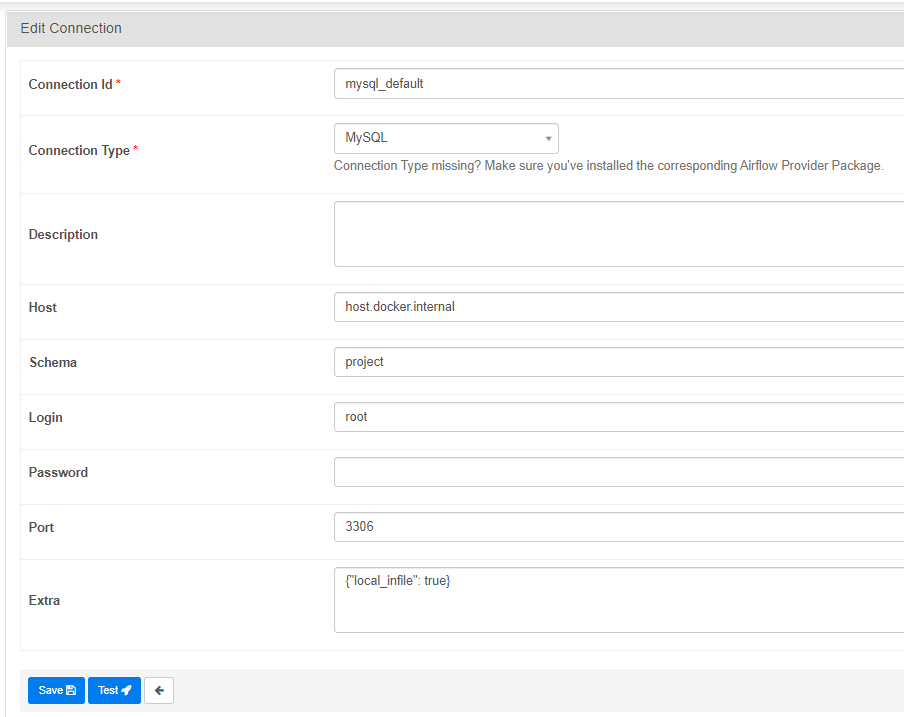 Edit Connection
Connection Id *
mysql_default
Connection Type *
MySQL
Connection Type missing? Make sure you've installed the corresponding Airflow Provider Package.
Description
Host
host.docker.internal
Schema
project
Login
root
Password
Port
3306
Extra
{"local_infile": true}
Save
Test